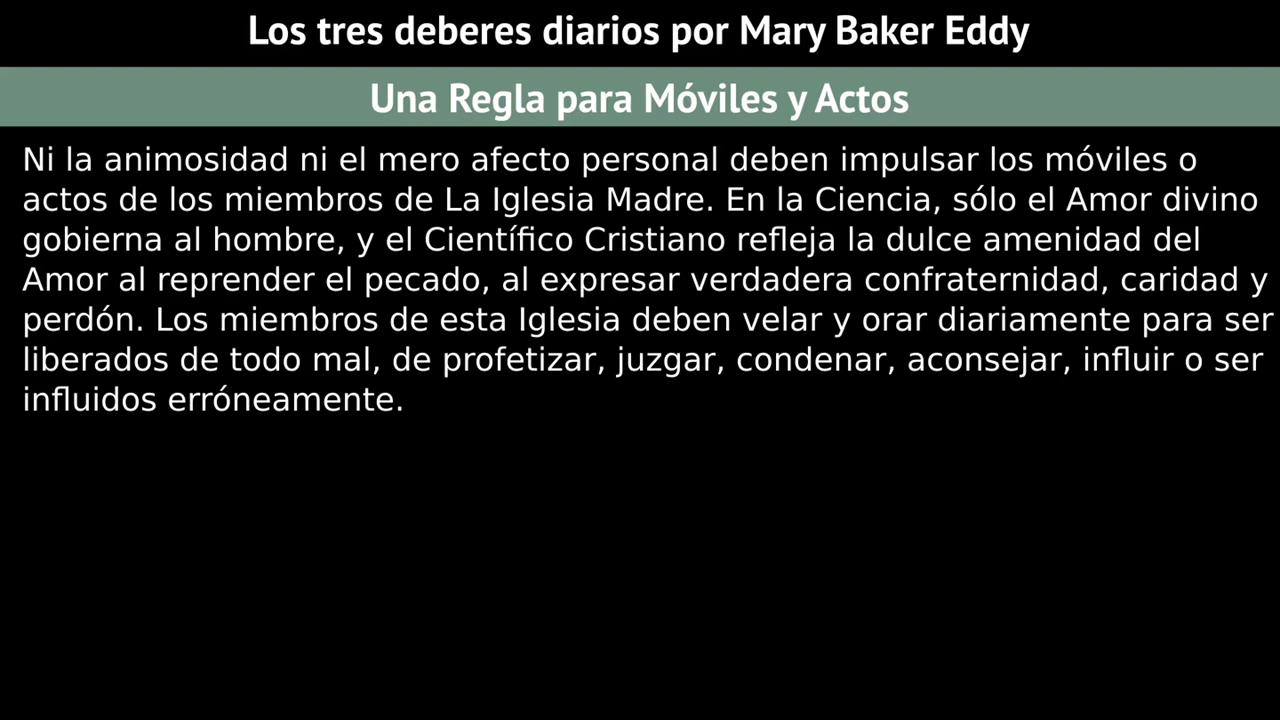 Los tres deberes diarios por Mary Baker Eddy
Una Regla para Móviles y Actos
Ni la animosidad ni el mero afecto personal deben impulsar los móviles o
actos de los miembros de La Iglesia Madre. En la Ciencia, sólo el Amor divino
gobierna al hombre, y el Científico Cristiano refleja la dulce amenidad del
Amor al reprender el pecado, al expresar verdadera confraternidad, caridad y
perdón. Los miembros de esta Iglesia deben velar y orar diariamente para ser
liberados de todo mal, de profetizar, juzgar, condenar, aconsejar, influir o ser
influidos erróneamente.